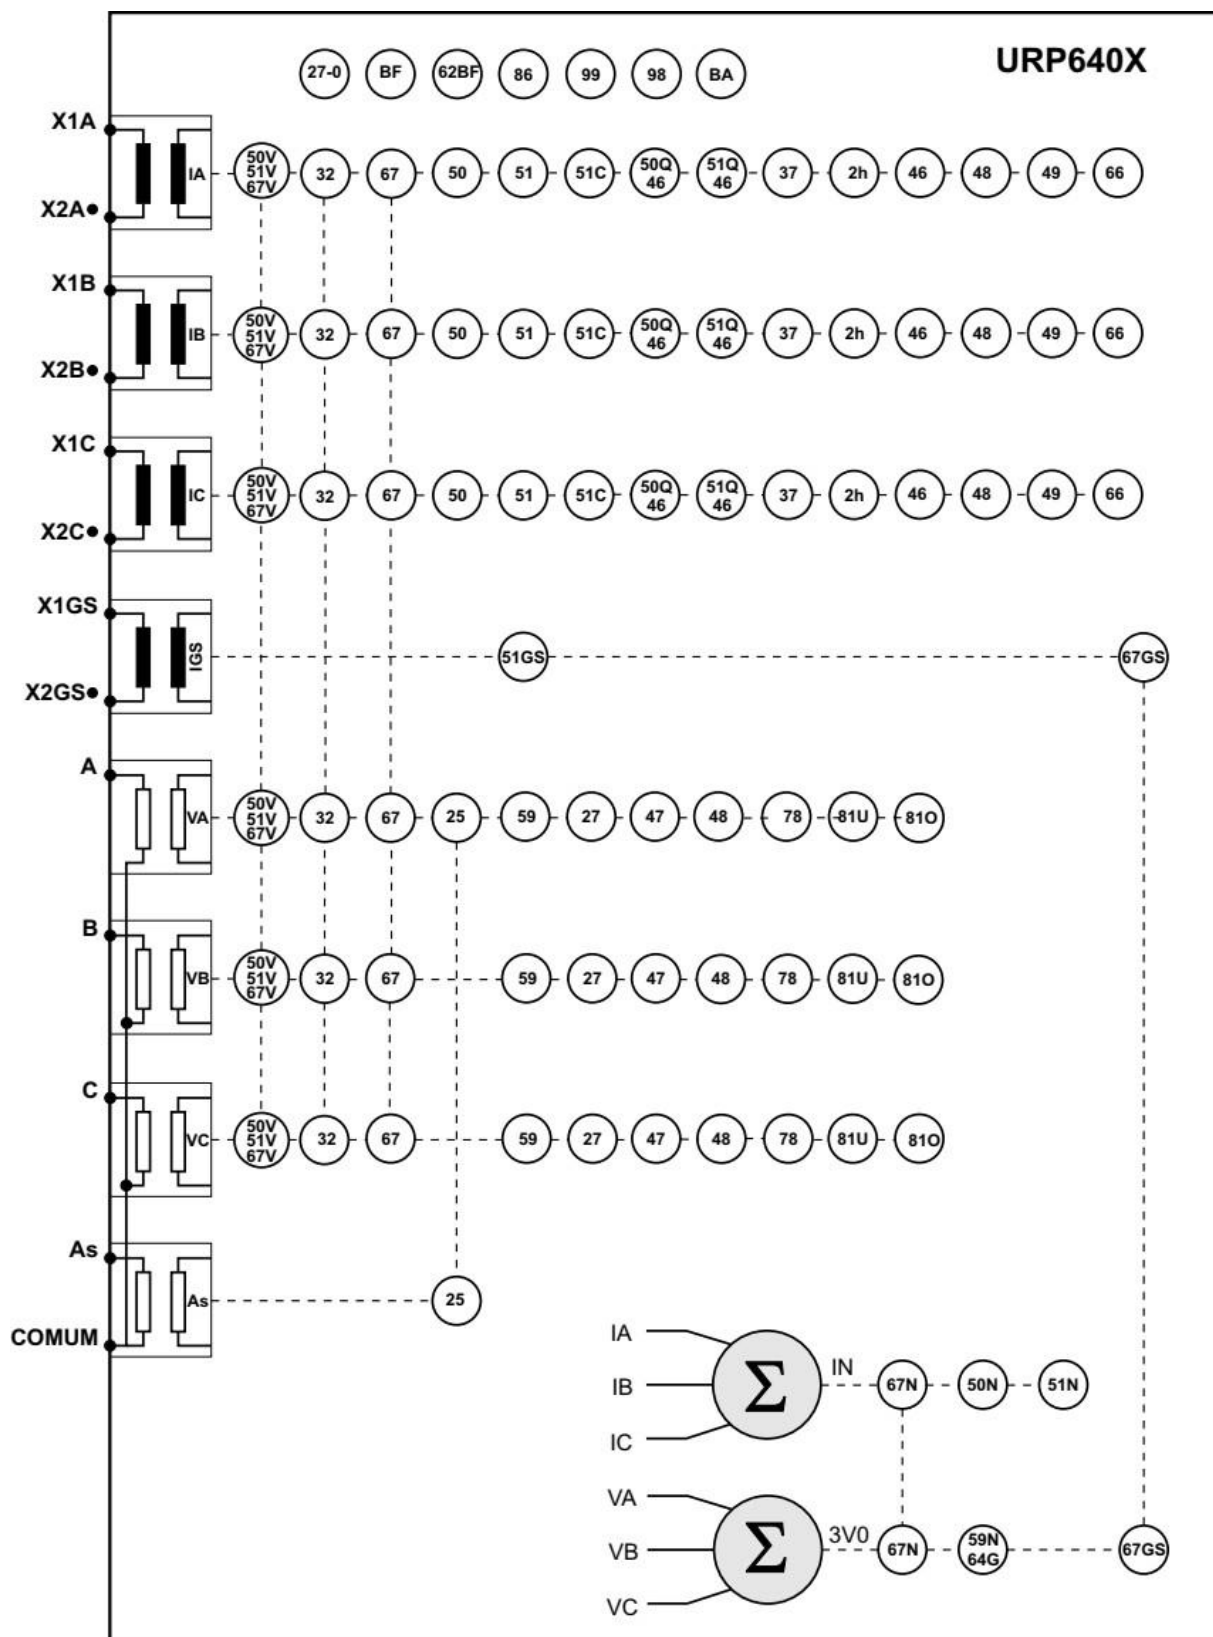 URP640X
27-0 BF 62BF 86 99 98 BA
X1A
50V 50Q 51Q
IA 51V 32 67 50 51 51C 37 2h 46 48 49 66
67V 46 46
X2A
X1B
50V 50Q 51Q
IB 51V 32 67 50 51 51C 37 2h 46 48 49 66
67V 46 46
X2B
X1C
50V 50Q 51Q
IC 51V 32 67 50 51 51C 37 2h 46 48 49 66
67V 46 46
X2C
X1GS
IGS 51GS 67GS
X2GS
A
50V
VA 51V 32 67 25 59 27 47 48 78 81U 81O
67V
B
50V
VB 51V 32 67 59 27 47 48 78 81U 81O
67V
C
50V
VC 51V 32 67 59 27 47 48 78 81U 81O
67V
As
As 25
COMUM
IA
IB Σ IN 67N 50N 51N
IC
VA
59N
VB Σ 3V0 67N 67GS
64G
VC